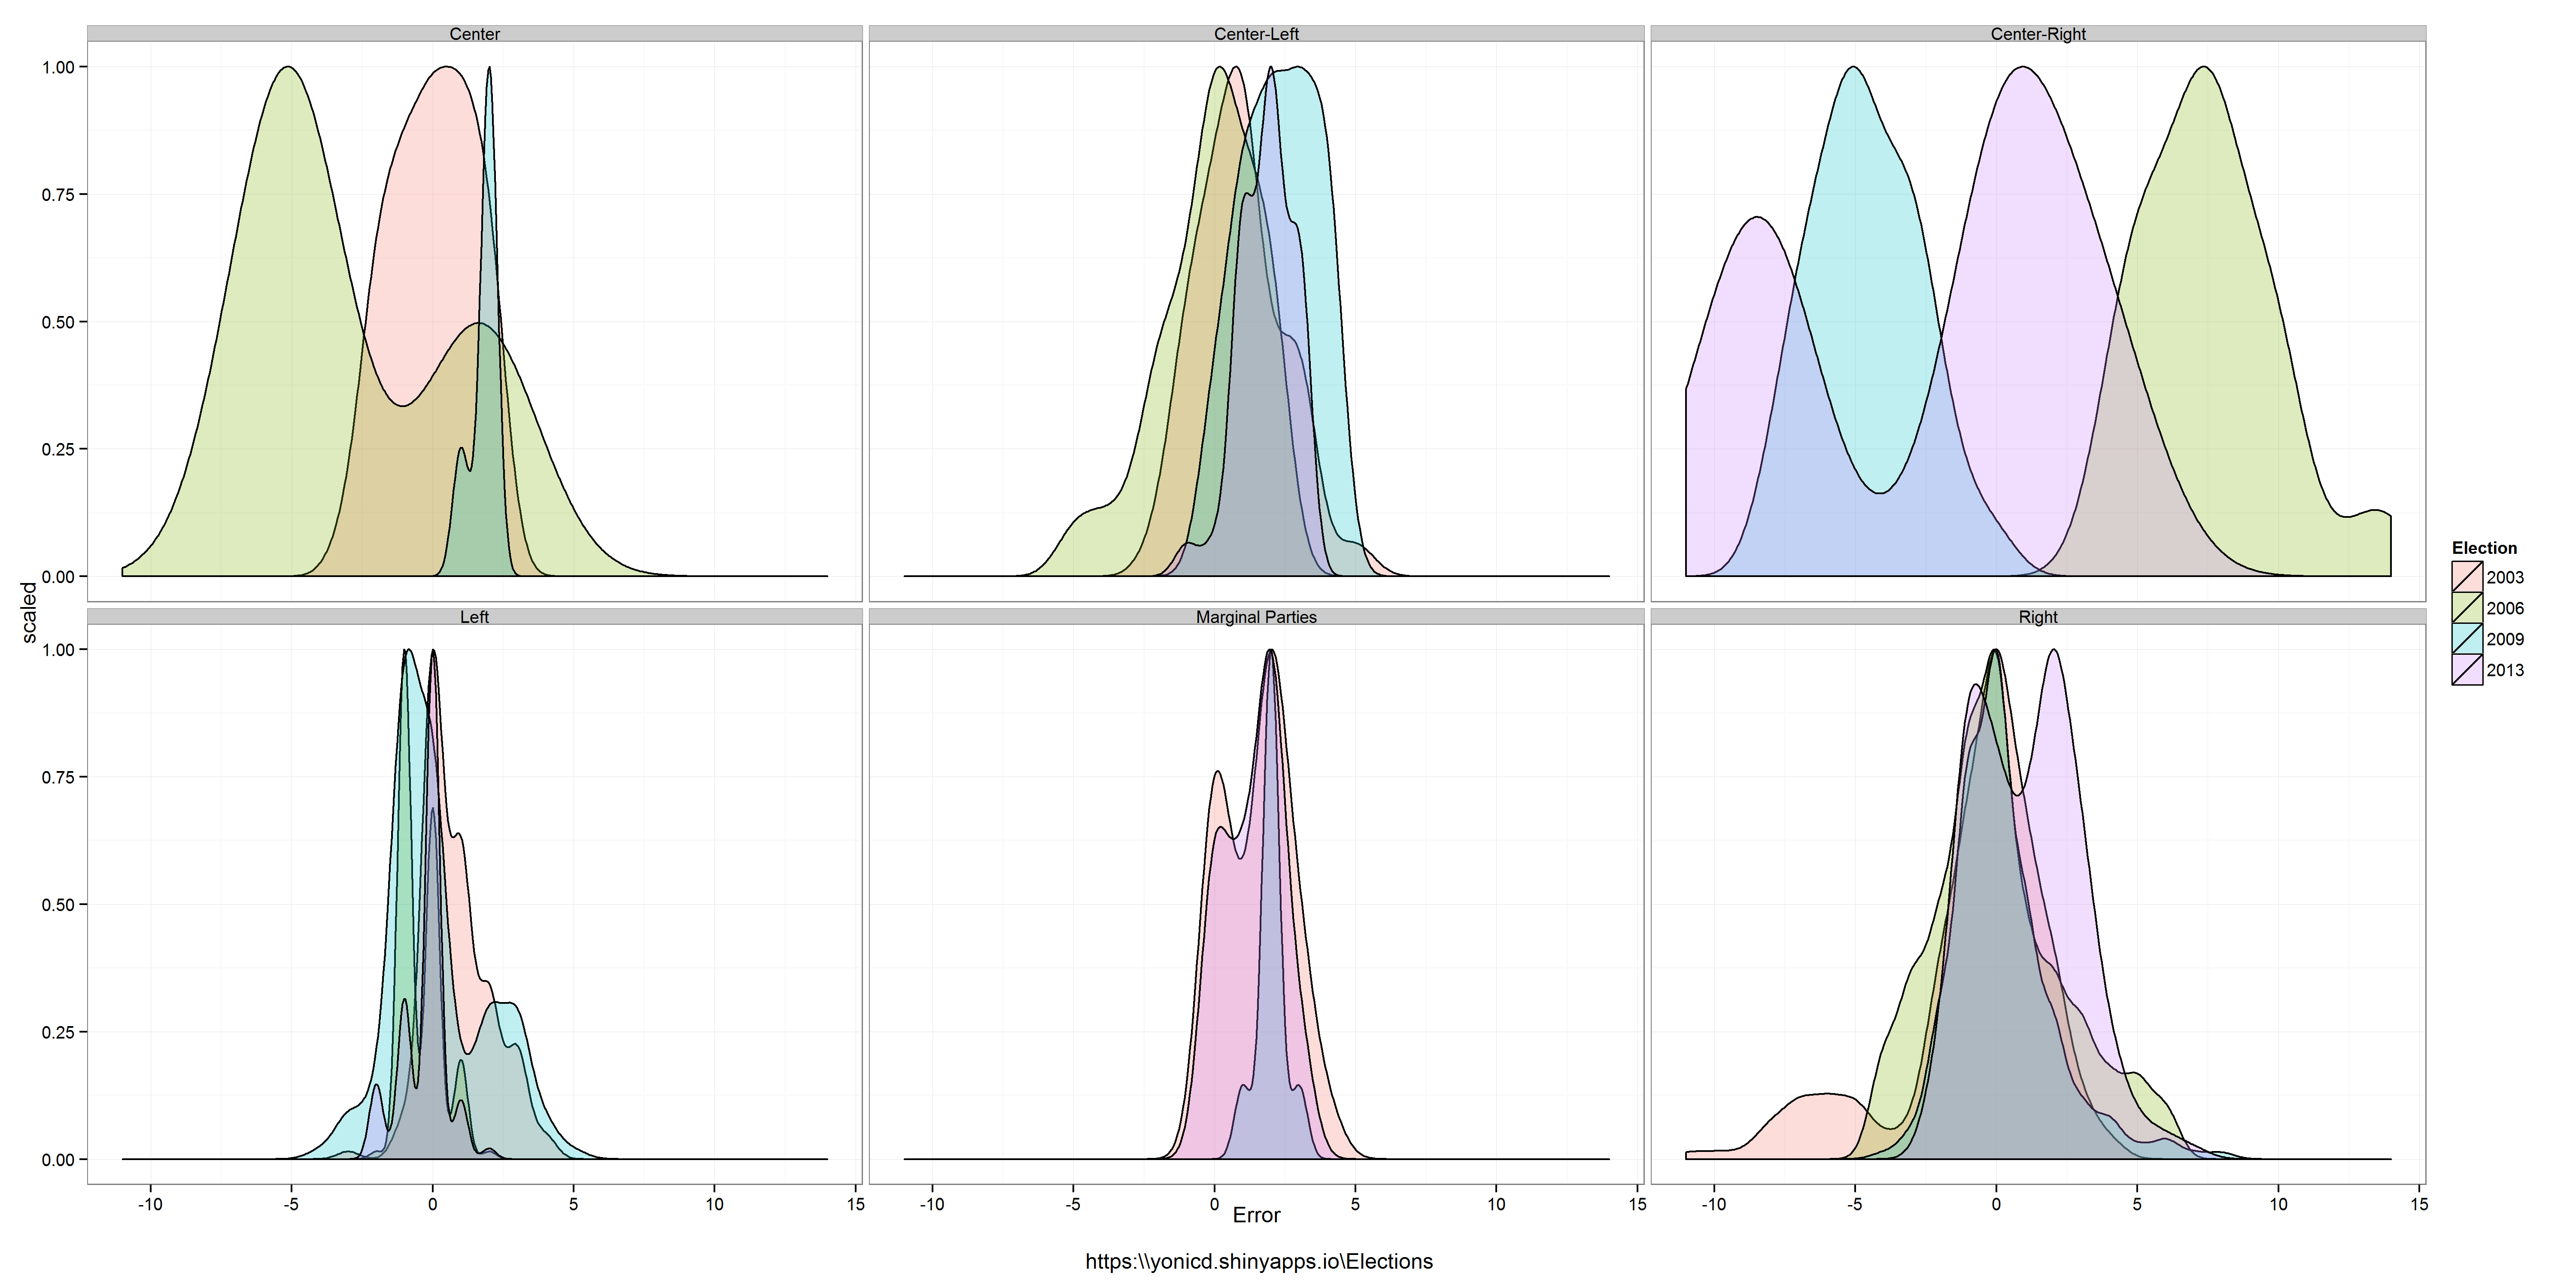 Center
Center-Left
Center-Right
1.00
0.75
0.50
0.25
0.00
scaled
Left
Marginal Parties
Right
1.00
0.75
0.50
0.25
0.00
-10 -5 0 5 10 15
-10 -5 0 5 10 15
-10 -5 0 5 10 15
Error
https:\\yonicd.shinyapps.io\Elections
Election
2003
2006
2009
2013